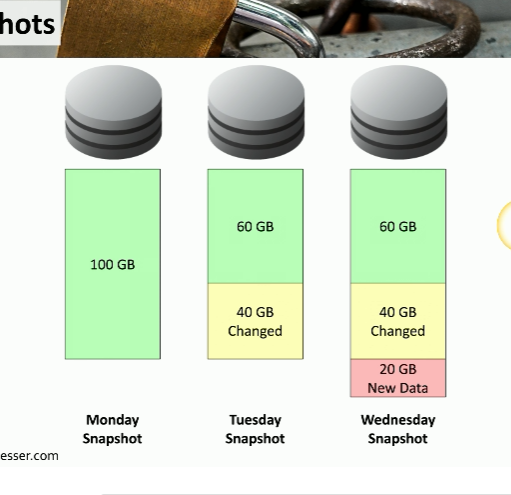 hots
100 GB
60 GB
40 GB
Changed
60 GB
40 GB
Changed
20 GB
New Data
Monday
Snapshot
Tuesday
Snapshot
Wednesday
Snapshot
esser.com